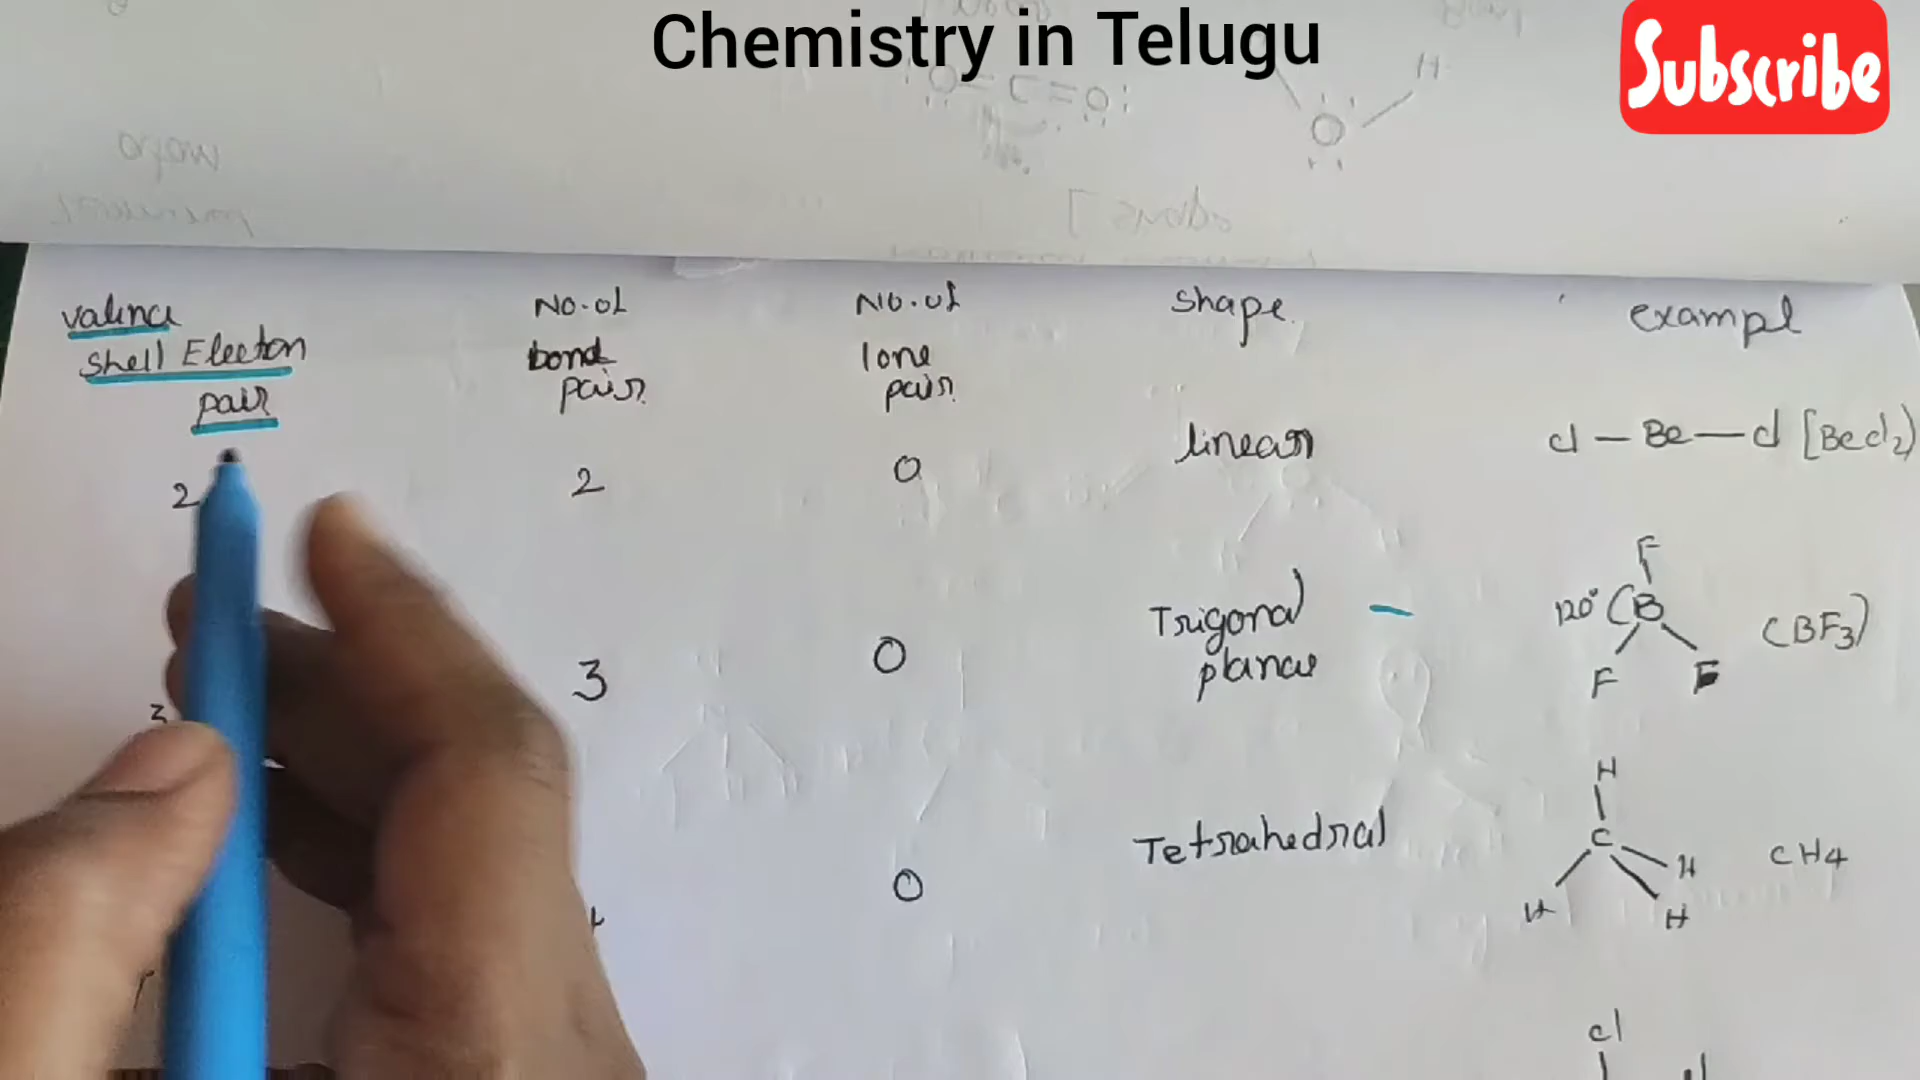 Chemistry in Telugu
Subscribe
H
:O=C=O:
O
valence
shell Electon
pair
No.of
bond
pair.
No.of
lone
pair.
shape.
exampl
2
2
0
linear
cl — Be — cl [Becl2]
3
3
0
Trigonal
planar
F
120° B
F F
(BF3)
0
Tetrahedral
H
C
H H H
CH4
cl